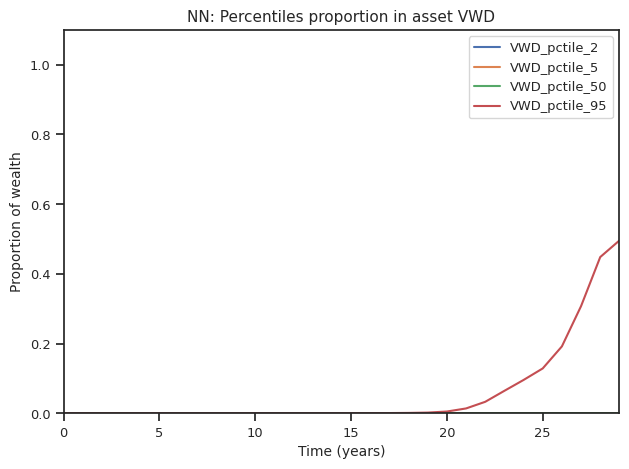 NN: Percentiles proportion in asset VWD
VWD_pctile_2
VWD_pctile_5
VWD_pctile_50
VWD_pctile_95
Proportion of wealth
1.0
0.8
0.6
0.4
0.2
0.0
0 5 10 15 20 25
Time (years)